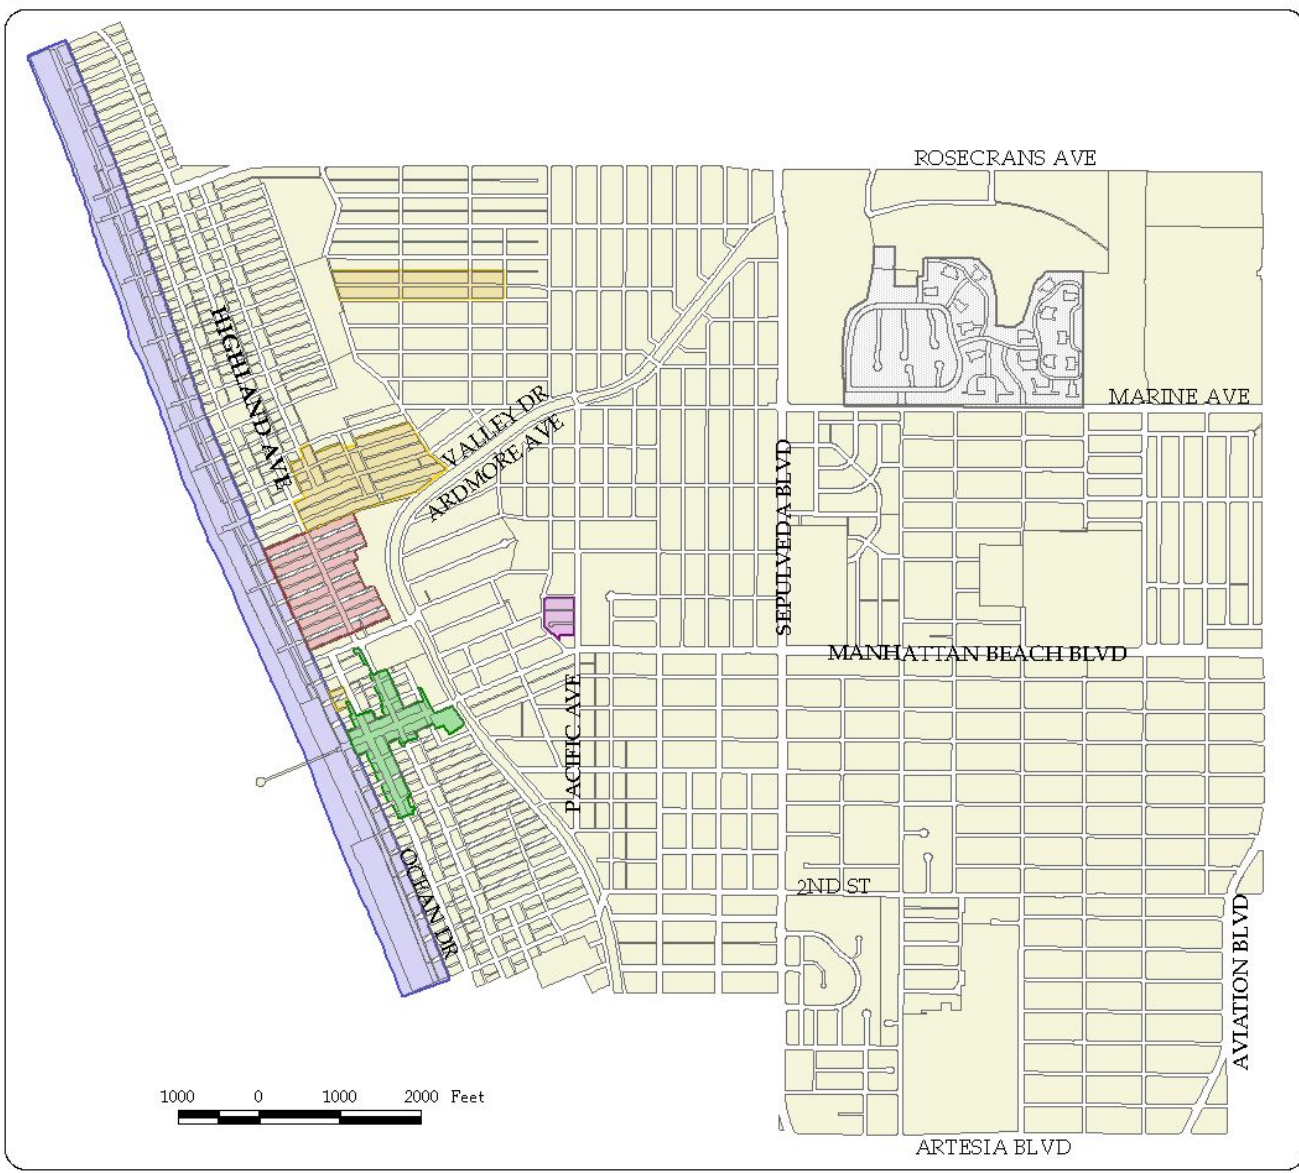 ROSECRANS AVE
HIGHLAND AVE
MARINE AVE
VALLEY DR
ARDMORE AVE
SEPULVEDA BLVD
MANHATTAN BEACH BLVD
PACIFIC AVE
OCEAN DR
2ND ST
AVIATION BLVD
1000 0 1000 2000 Feet
ARTESIA BLVD